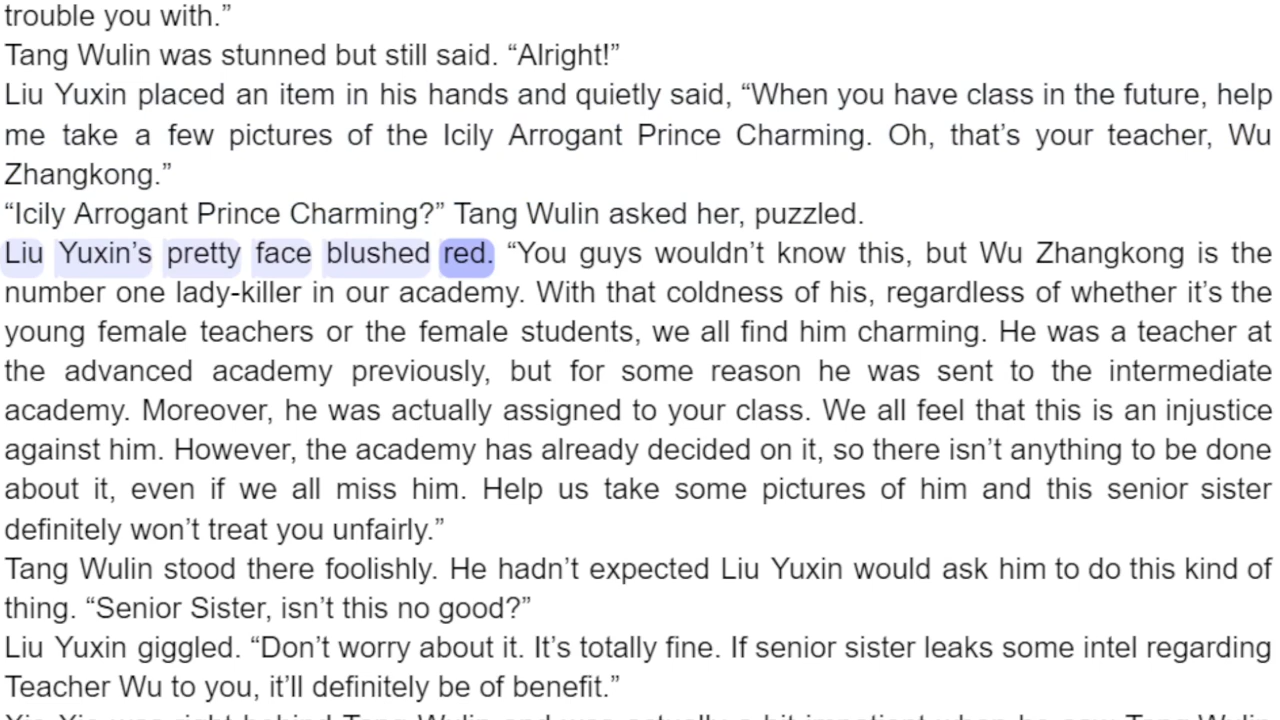 trouble you with.”
Tang Wulin was stunned but still said. “Alright!”
Liu Yuxin placed an item in his hands and quietly said, “When you have class in the future, help
me take a few pictures of the Icily Arrogant Prince Charming. Oh, that’s your teacher, Wu
Zhangkong.”
“Icily Arrogant Prince Charming?” Tang Wulin asked her, puzzled.
Liu Yuxin’s pretty face blushed red. “You guys wouldn’t know this, but Wu Zhangkong is the
number one lady-killer in our academy. With that coldness of his, regardless of whether it’s the
young female teachers or the female students, we all find him charming. He was a teacher at
the advanced academy previously, but for some reason he was sent to the intermediate
academy. Moreover, he was actually assigned to your class. We all feel that this is an injustice
against him. However, the academy has already decided on it, so there isn’t anything to be done
about it, even if we all miss him. Help us take some pictures of him and this senior sister
definitely won’t treat you unfairly.”
Tang Wulin stood there foolishly. He hadn’t expected Liu Yuxin would ask him to do this kind of
thing. “Senior Sister, isn’t this no good?”
Liu Yuxin giggled. “Don’t worry about it. It’s totally fine. If senior sister leaks some intel regarding
Teacher Wu to you, it’ll definitely be of benefit.”